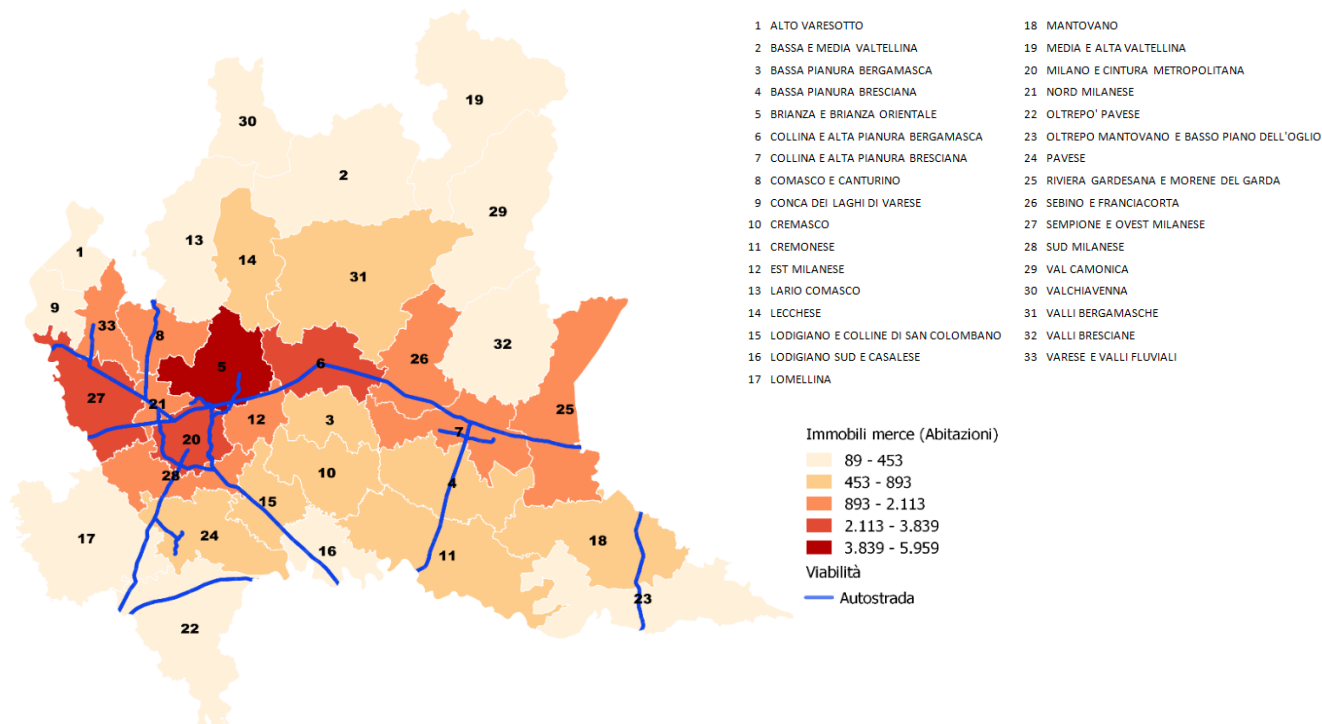 1 ALTO VARESOTTO
2 BASSA E MEDIA VALTELLINA
3 BASSA PIANURA BERGAMASCA
4 BASSA PIANURA BRESCIANA
5 BRIANZA E BRIANZA ORIENTALE
6 COLLINA E ALTA PIANURA BERGAMASCA
7 COLLINA E ALTA PIANURA BRESCIANA
8 COMASCO E CANTURINO
9 CONCA DEI LAGHI DI VARESE
10 CREMASCO
11 CREMONESE
12 EST MILANESE
13 LARIO COMASCO
14 LECCHESE
15 LODIGIANO E COLLINE DI SAN COLOMBANO
16 LODIGIANO SUD E CASALESE
17 LOMELLINA
18 MANTOVANO
19 MEDIA E ALTA VALTELLINA
20 MILANO E CINTURA METROPOLITANA
21 NORD MILANESE
22 OLTREPO' PAVESE
23 OLTREPO MANTOVANO E BASSO PIANO DELL'OGLIO
24 PAVESE
25 RIVIERA GARDESANA E MORENE DEL GARDA
26 SEBINO E FRANCIACORTA
27 SEMPIONE E OVEST MILANESE
28 SUD MILANESE
29 VAL CAMONICA
30 VALCHIAVENNA
31 VALLI BERGAMASCHE
32 VALLI BRESCIANE
33 VARESE E VALLI FLUVIALI
19
30
2
29
13
1
14
31
9
33
8
32
26
5
6
27
21
25
12
3
7
20
10
28
4
15
24
17
18
16
11
23
22
Immobili merce (Abitazioni)
89 - 453
453 - 893
893 - 2.113
2.113 - 3.839
3.839 - 5.959
Viabilità
Autostrada